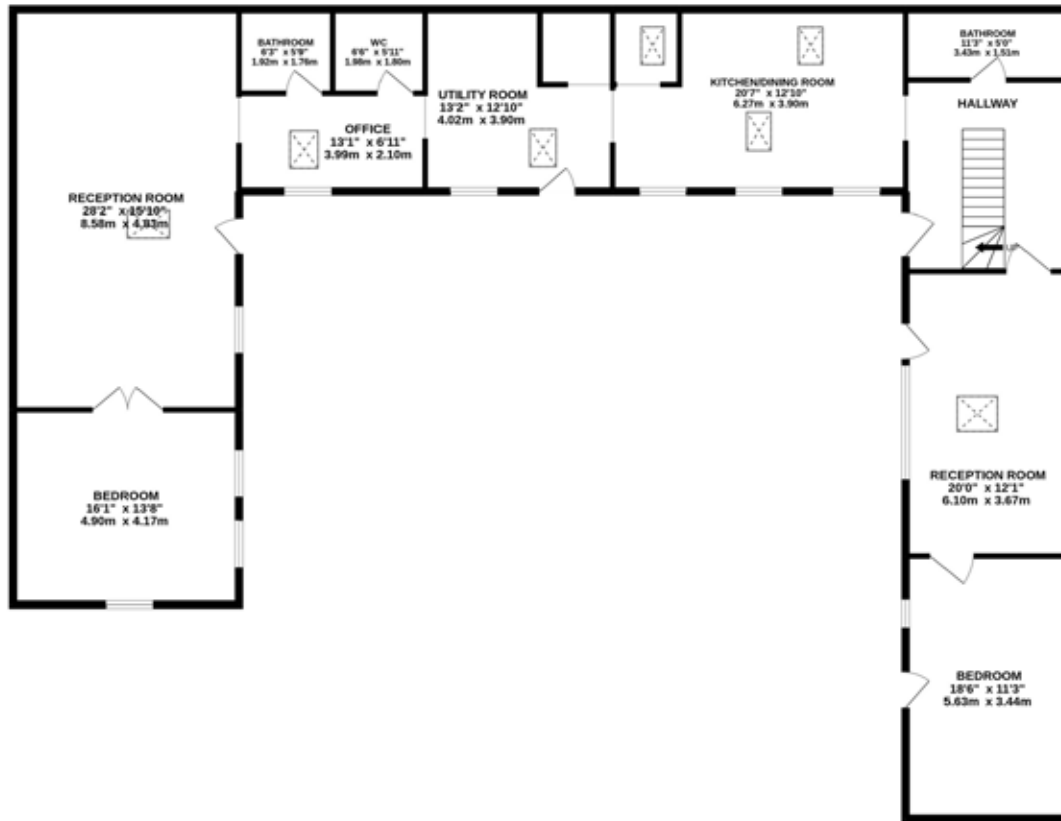 BATHROOM
6'3" x 5'9"
1.92m x 1.76m
WC
6'6" x 5'11"
1.98m x 1.80m
UTILITY ROOM
13'2" x 12'10"
4.02m x 3.90m
KITCHEN/DINING ROOM
20'7" x 12'10"
6.27m x 3.90m
BATHROOM
11'3" x 5'0"
3.43m x 1.51m
HALLWAY
OFFICE
13'1" x 6'11"
3.99m x 2.10m
RECEPTION ROOM
28'2" x 15'10"
8.58m x 4.83m
RECEPTION ROOM
20'0" x 12'1"
6.10m x 3.67m
BEDROOM
16'1" x 13'8"
4.90m x 4.17m
BEDROOM
18'6" x 11'3"
5.63m x 3.44m